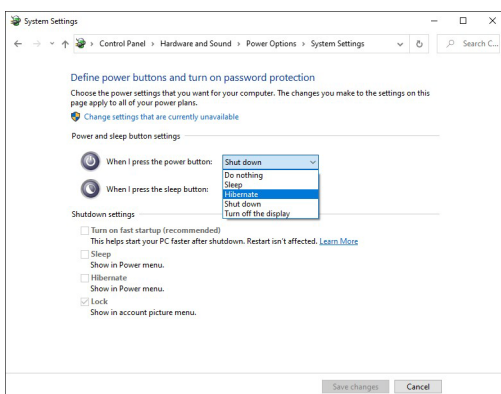 System Settings
Control Panel > Hardware and Sound > Power Options > System Settings
Search C...
Define power buttons and turn on password protection
Choose the power settings that you want for your computer. The changes you make to the settings on this
page apply to all of your power plans.
Change settings that are currently unavailable
Power and sleep button settings
When I press the power button: Shut down
Do nothing
Sleep
When I press the sleep button: Hibernate
Shut down
Turn off the display
Shutdown settings
Turn on fast startup (recommended)
This helps start your PC faster after shutdown. Restart isn't affected. Learn More
Sleep
Show in Power menu.
Hibernate
Show in Power menu.
Lock
Show in account picture menu.
Save changes Cancel